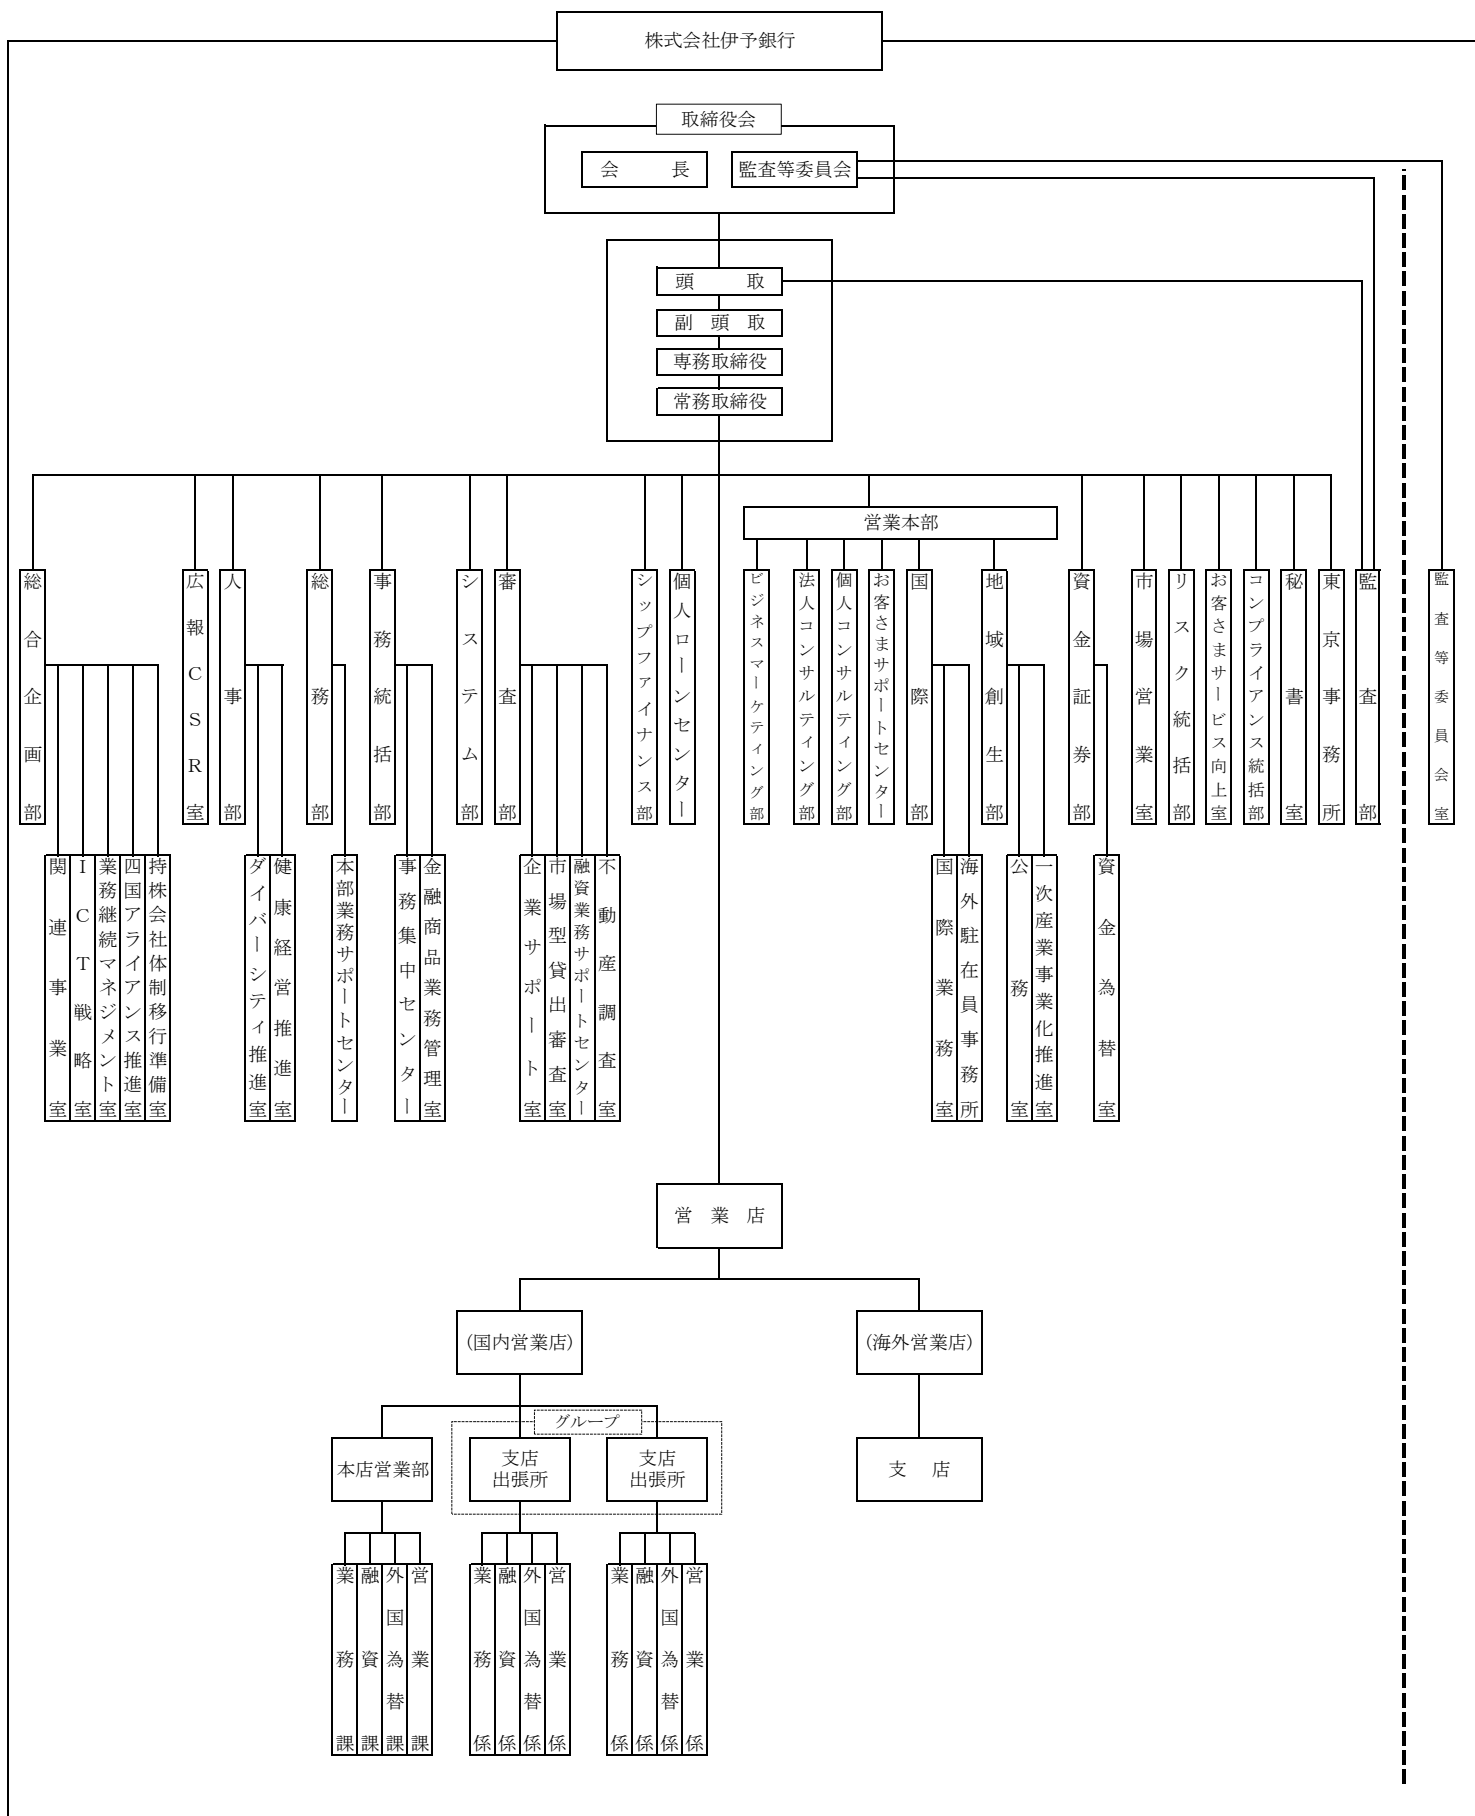 株式会社伊予銀行
取締役会
会　長
監査等委員会
頭　取
副頭取
専務取締役
常務取締役
営業本部
総合企画部
広報ＣＳＲ室
人事部
総務部
事務統括部
システム部
審査部
シップファイナンス部
個人ローンセンター
ビジネスマーケティング部
法人コンサルティング部
個人コンサルティング部
お客さまサポートセンター
国際部
地域創生部
資金証券部
市場営業室
リスク統括部
お客さまサービス向上室
コンプライアンス統括部
秘書室
東京事務所
監査部
監査等委員会室
関連事業室
ＩＣＴ戦略室
業務継続マネジメント室
四国アライアンス推進室
持株会社体制移行準備室
ダイバーシティ推進室
健康経営推進室
本部業務サポートセンター
事務集中センター
金融商品業務管理室
企業サポート室
市場型貸出審査室
融資業務サポートセンター
不動産調査室
国際業務室
海外駐在員事務所
公務室
一次産業事業化推進室
資金為替室
営業店
(国内営業店)
(海外営業店)
グループ
本店営業部
支店
出張所
支店
出張所
支　店
業務課
融資課
外国為替課
営業課
業務係
融資係
外国為替係
営業係
業務係
融資係
外国為替係
営業係